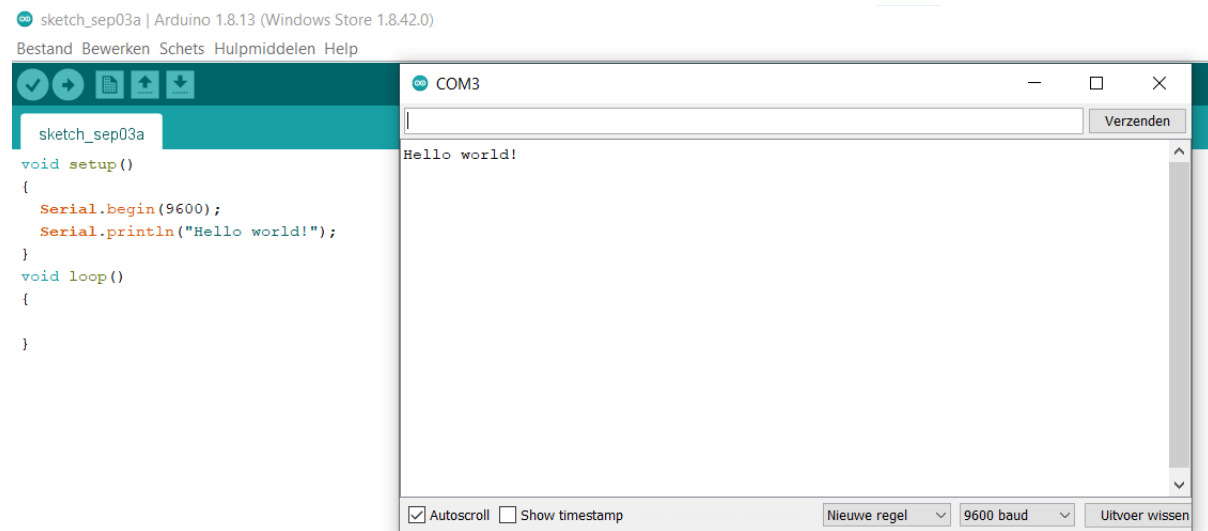 sketch_sep03a | Arduino 1.8.13 (Windows Store 1.8.42.0)
Bestand Bewerken Schets Hulpmiddelen Help
sketch_sep03a
void setup()
{
  Serial.begin(9600);
  Serial.println("Hello world!");
}
void loop()
{
}
COM3
Verzenden
Hello world!
Autoscroll Show timestamp Nieuwe regel 9600 baud Uitvoer wissen